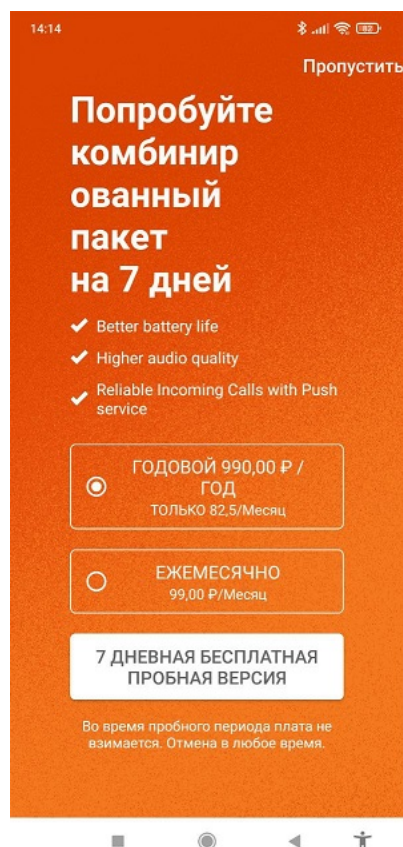 14:14
82
Пропустить
Попробуйте
комбинир
ованный
пакет
на 7 дней
Better battery life
Higher audio quality
Reliable Incoming Calls with Push
service
ГОДОВОЙ 990,00 ₽ /
ГОД
ТОЛЬКО 82,5/Месяц
ЕЖЕМЕСЯЧНО
99,00 ₽/Месяц
7 ДНЕВНАЯ БЕСПЛАТНАЯ
ПРОБНАЯ ВЕРСИЯ
Во время пробного периода плата не
взимается. Отмена в любое время.